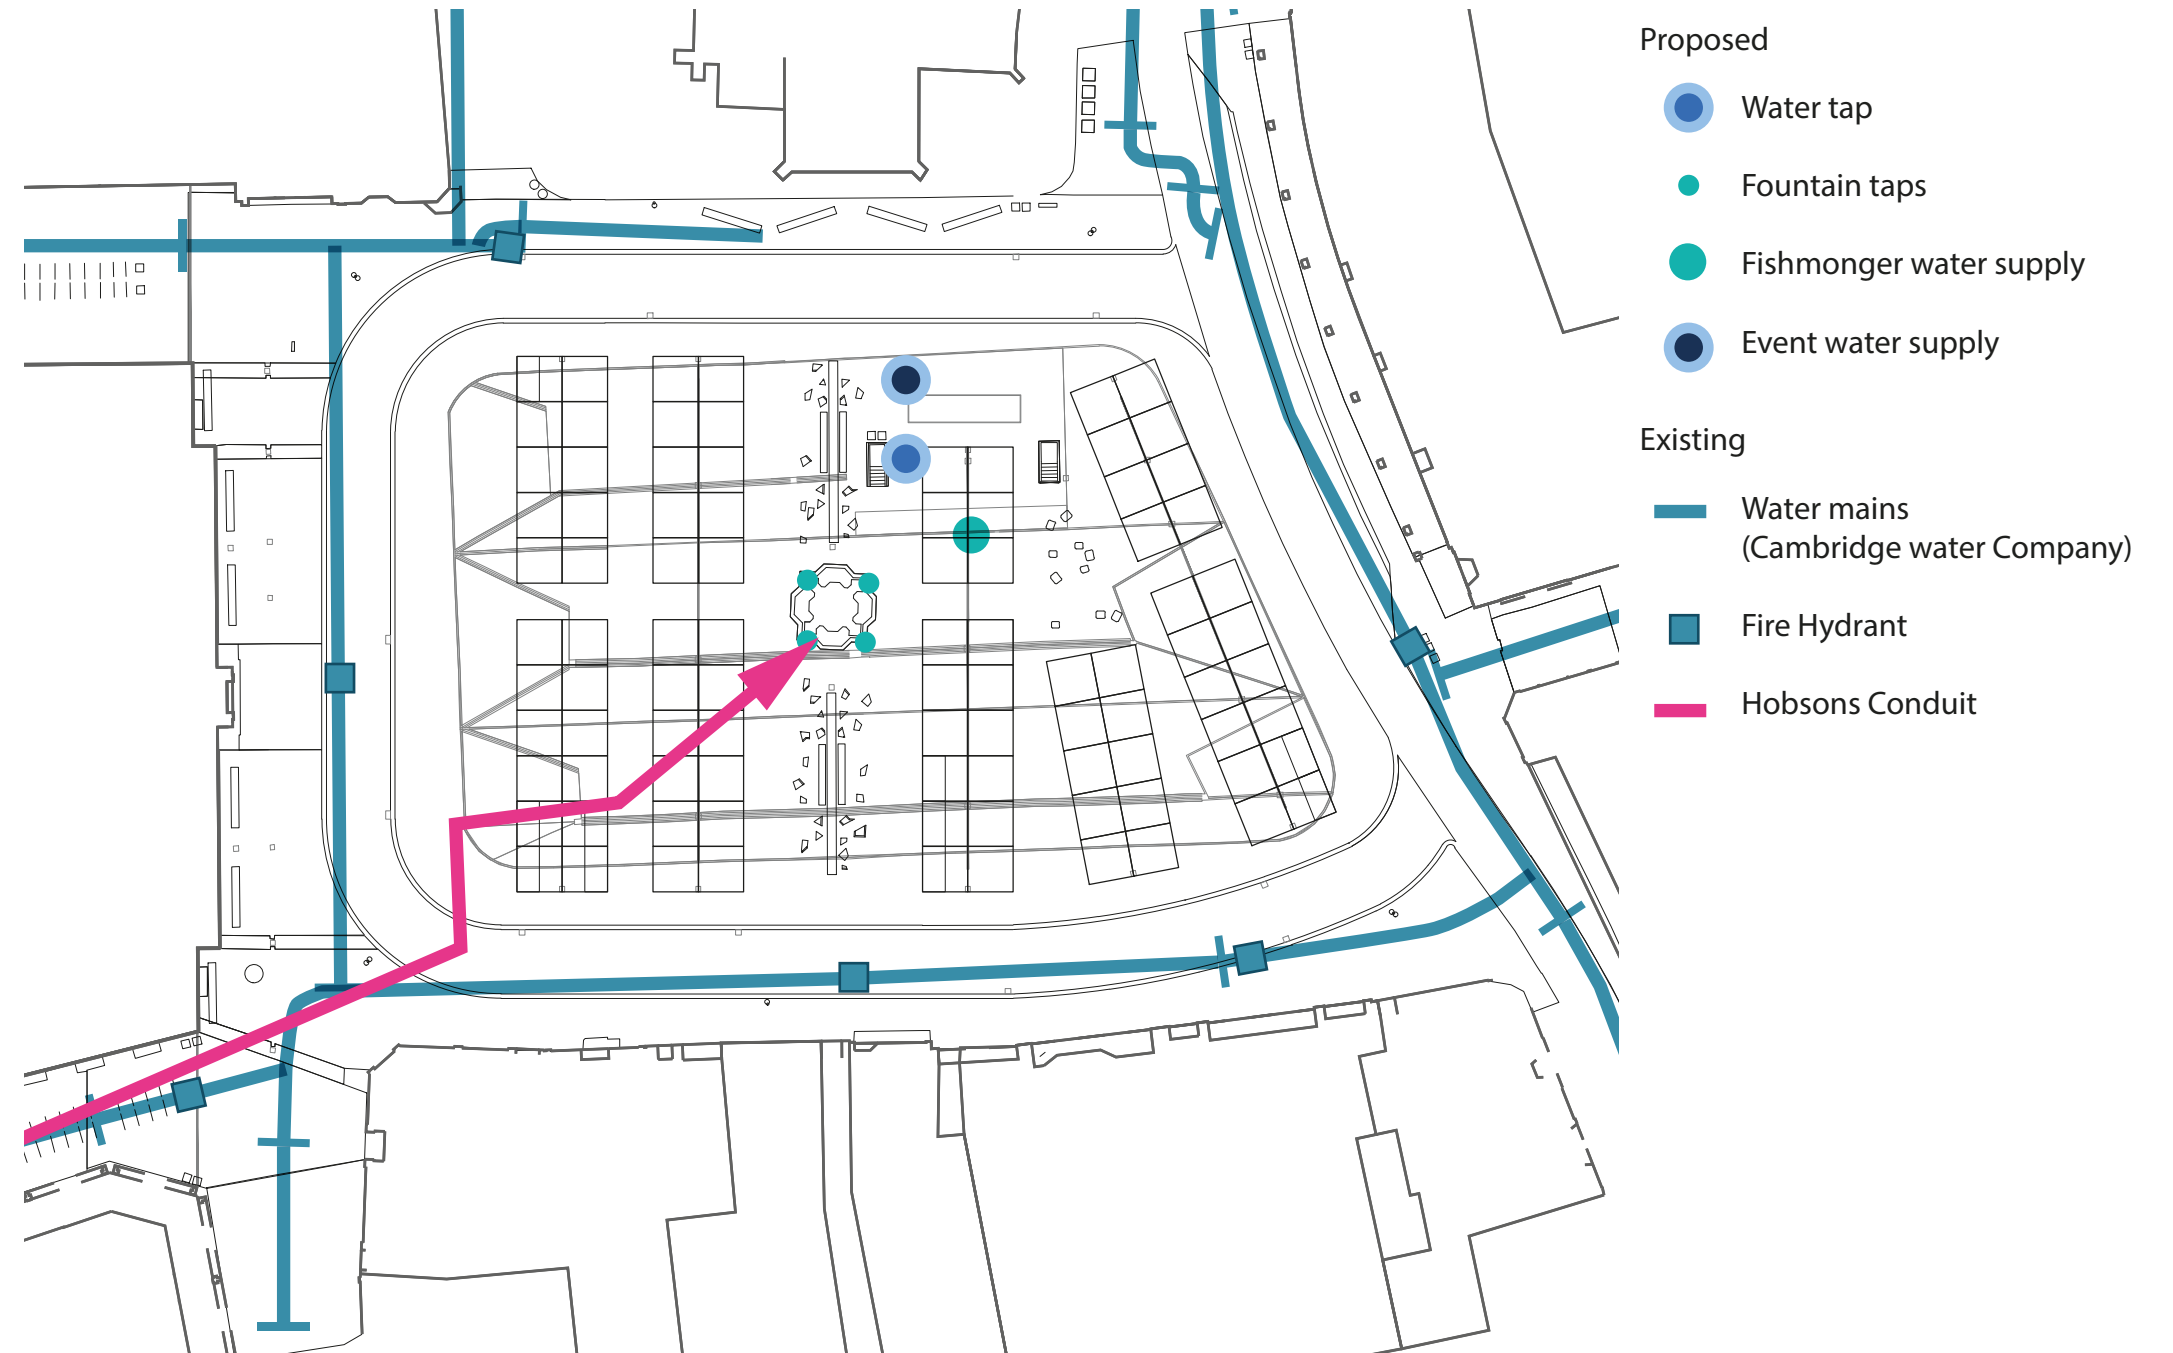 Proposed
Water tap
Fountain taps
Fishmonger water supply
Event water supply
Existing
Water mains
(Cambridge water Company)
Fire Hydrant
Hobsons Conduit